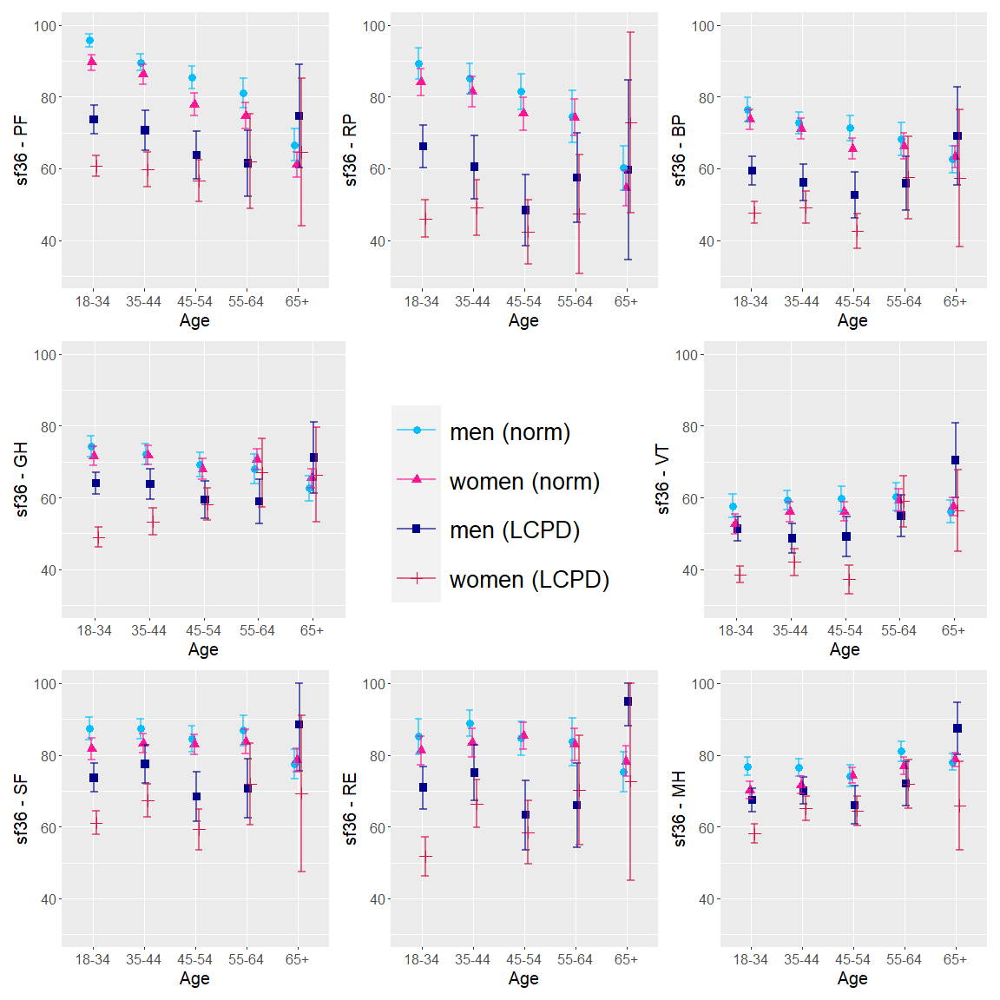 sf36 - PF
100
80
60
40
18-34 35-44 45-54 55-64 65+
Age
sf36 - RP
100
80
60
40
18-34 35-44 45-54 55-64 65+
Age
sf36 - BP
100
80
60
40
18-34 35-44 45-54 55-64 65+
Age
sf36 - GH
100
80
60
40
18-34 35-44 45-54 55-64 65+
Age
men (norm)
women (norm)
men (LCPD)
women (LCPD)
sf36 - VT
100
80
60
40
18-34 35-44 45-54 55-64 65+
Age
sf36 - SF
100
80
60
40
18-34 35-44 45-54 55-64 65+
Age
sf36 - RE
100
80
60
40
18-34 35-44 45-54 55-64 65+
Age
sf36 - MH
100
80
60
40
18-34 35-44 45-54 55-64 65+
Age